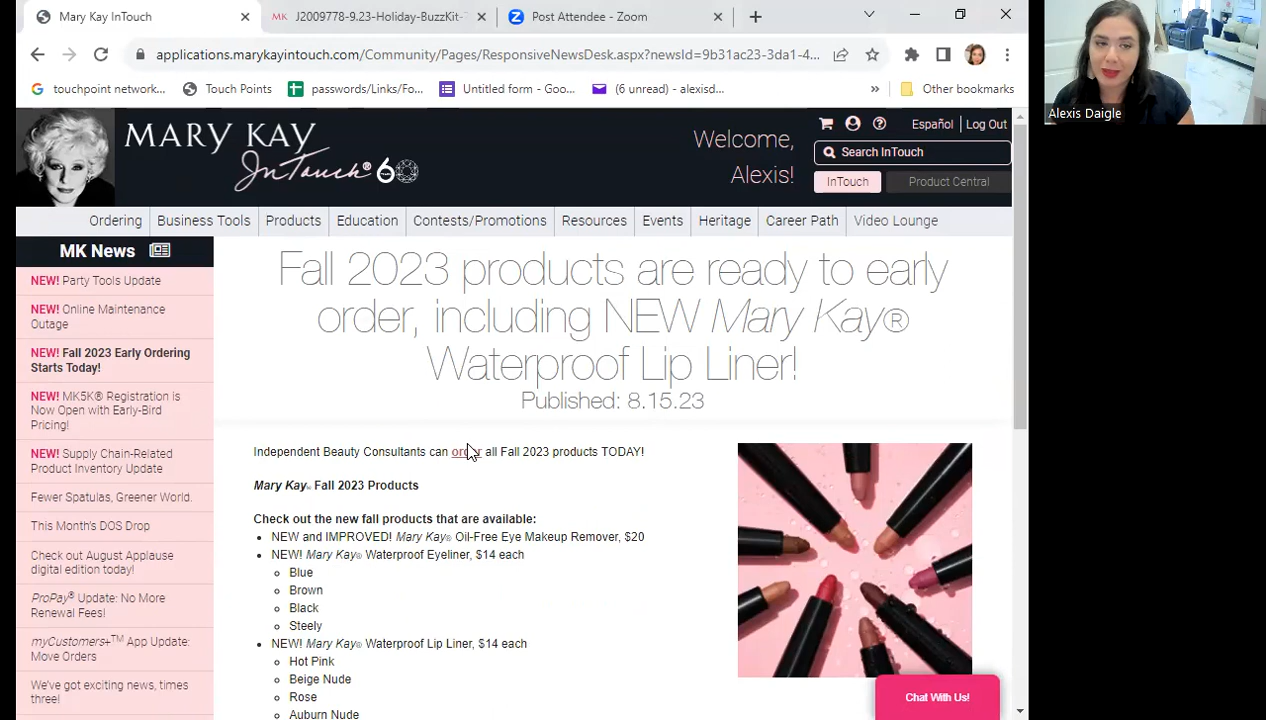 Mary Kay InTouch
J2009778-9.23-Holiday-BuzzKit-
Post Attendee - Zoom
applications.marykayintouch.com/Community/Pages/ResponsiveNewsDesk.aspx?newsId=9b31ac23-3da1-4...
touchpoint network...
Touch Points
passwords/Links/Fo...
Untitled form - Goo...
(6 unread) - alexisd...
»
Other bookmarks
Alexis Daigle
MARY KAY
InTouch® 60
Welcome,
Alexis!
Español | Log Out
Search InTouch
InTouch
Product Central
Ordering
Business Tools
Products
Education
Contests/Promotions
Resources
Events
Heritage
Career Path
Video Lounge
MK News
NEW! Party Tools Update
NEW! Online Maintenance
Outage
NEW! Fall 2023 Early Ordering
Starts Today!
NEW! MK5K® Registration is
Now Open with Early-Bird
Pricing!
NEW! Supply Chain-Related
Product Inventory Update
Fewer Spatulas, Greener World.
This Month's DOS Drop
Check out August Applause
digital edition today!
ProPay® Update: No More
Renewal Fees!
myCustomers+™ App Update:
Move Orders
We've got exciting news, times
three!
Fall 2023 products are ready to early
order, including NEW Mary Kay®
Waterproof Lip Liner!
Published: 8.15.23
Independent Beauty Consultants can order all Fall 2023 products TODAY!
Mary Kay® Fall 2023 Products
Check out the new fall products that are available:
• NEW and IMPROVED! Mary Kay® Oil-Free Eye Makeup Remover, $20
• NEW! Mary Kay® Waterproof Eyeliner, $14 each
Blue
Brown
Black
Steely
• NEW! Mary Kay® Waterproof Lip Liner, $14 each
Hot Pink
Beige Nude
Rose
Auburn Nude
Chat With Us!